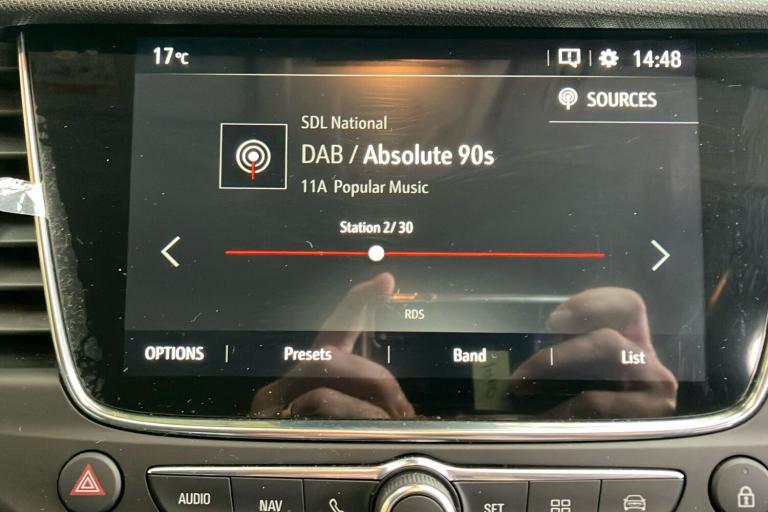 17°C
14:48
SOURCES
SDL National
DAB / Absolute 90s
11A Popular Music
Station 2/ 30
RDS
OPTIONS Presets Band List
AUDIO NAV SET